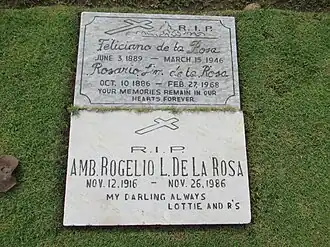 R.I.P.
Feliciano de la Rosa
JUNE 3, 1889 - MARCH 15, 1946
Rosario Lm. de la Rosa
OCT. 10 1886 - FEB. 27, 1968
YOUR MEMORIES REMAIN IN OUR
HEARTS FOREVER.
R.I.P
AMB. ROGELIO L. DE LA ROSA
NOV. 12, 1916 - NOV. 26, 1986
MY DARLING ALWAYS
LOTTIE AND R'S